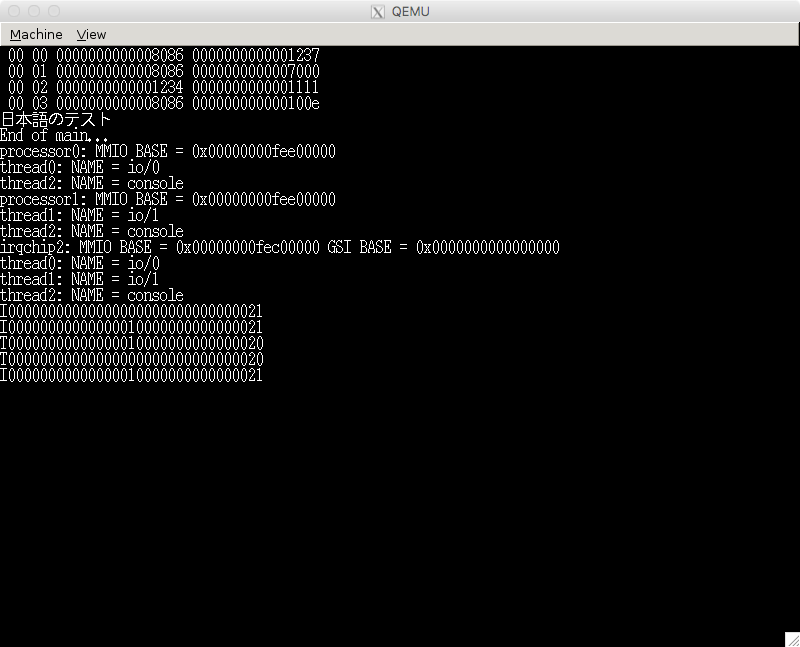 QEMU
Machine View
00 00 0000000000008086 0000000000001237
00 01 0000000000008086 0000000000007000
00 02 0000000000001234 0000000000001111
00 03 0000000000008086 000000000000100e
日本語のテスト
End of main...
processor0: MMIO BASE = 0x00000000fee00000
thread0: NAME = io/0
thread2: NAME = console
processor1: MMIO BASE = 0x00000000fee00000
thread1: NAME = io/1
thread2: NAME = console
irqchip2: MMIO BASE = 0x00000000fec00000 GSI BASE = 0x0000000000000000
thread0: NAME = io/0
thread1: NAME = io/1
thread2: NAME = console
I00000000000000000000000000000021
I00000000000000010000000000000021
T00000000000000010000000000000020
T00000000000000000000000000000020
I00000000000000010000000000000021